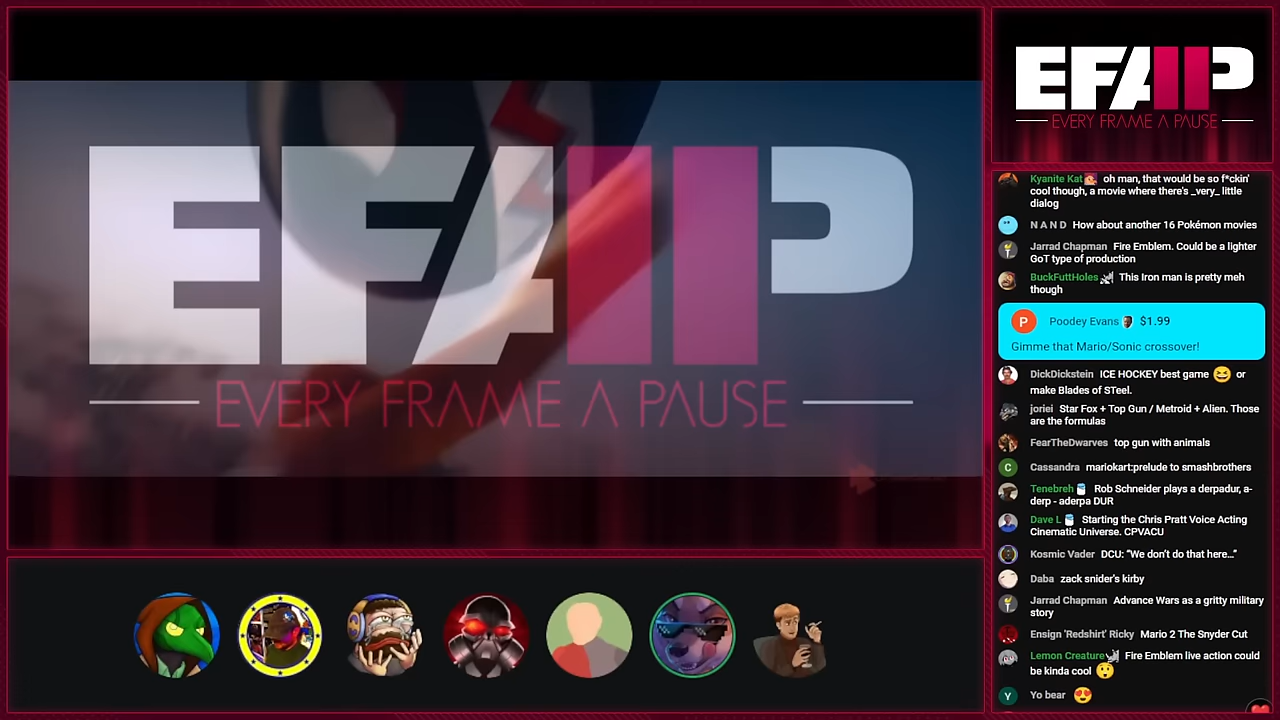 EFAP
EVERY FRAME A PAUSE
EFAP
EVERY FRAME A PAUSE
Kyanite Kat oh man, that would be so f*ckin'
cool though, a movie where there's _very_ little
dialog
N A N D How about another 16 Pokémon movies
Jarrad Chapman Fire Emblem. Could be a lighter
GoT type of production
BuckFuttHoles This Iron man is pretty meh
though
P Poodey Evans $1.99
Gimme that Mario/Sonic crossover!
DickDickstein ICE HOCKEY best game 😆 or
make Blades of STeel.
joriei Star Fox + Top Gun / Metroid + Alien. Those
are the formulas
FearTheDwarves top gun with animals
C Cassandra mariokart:prelude to smashbrothers
Tenebreh Rob Schneider plays a derpadur, a-
derp - aderpa DUR
Dave L Starting the Chris Pratt Voice Acting
Cinematic Universe. CPVACU
Kosmic Vader DCU: “We don’t do that here…”
Daba zack snider's kirby
Jarrad Chapman Advance Wars as a gritty military
story
Ensign 'Redshirt' Ricky Mario 2 The Snyder Cut
Lemon Creature Fire Emblem live action could
be kinda cool 😲
Y Yo bear 😍